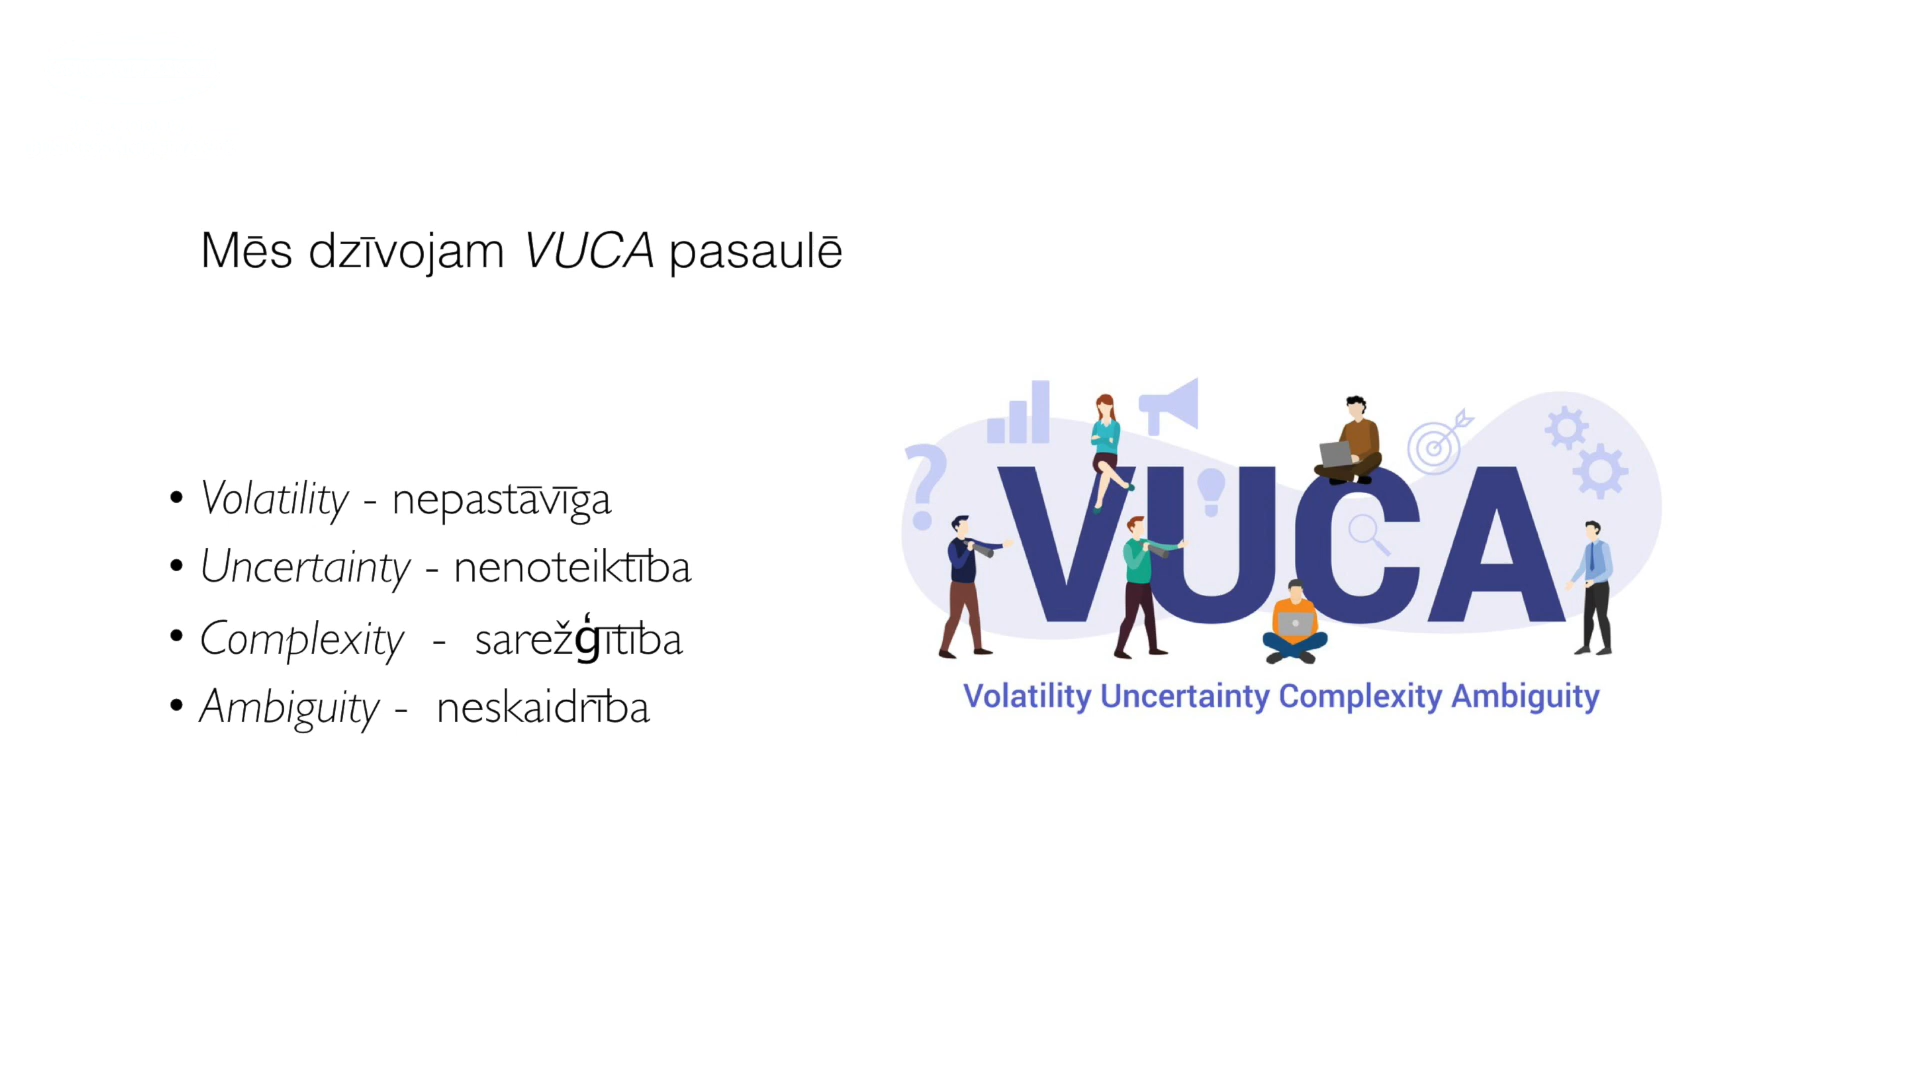 Mēs dzīvojam VUCA pasaulē
• Volatility - nepastāvīga
• Uncertainty - nenoteiktība
• Complexity - sarežģītība
• Ambiguity - neskaidrība
VUCA
Volatility Uncertainty Complexity Ambiguity